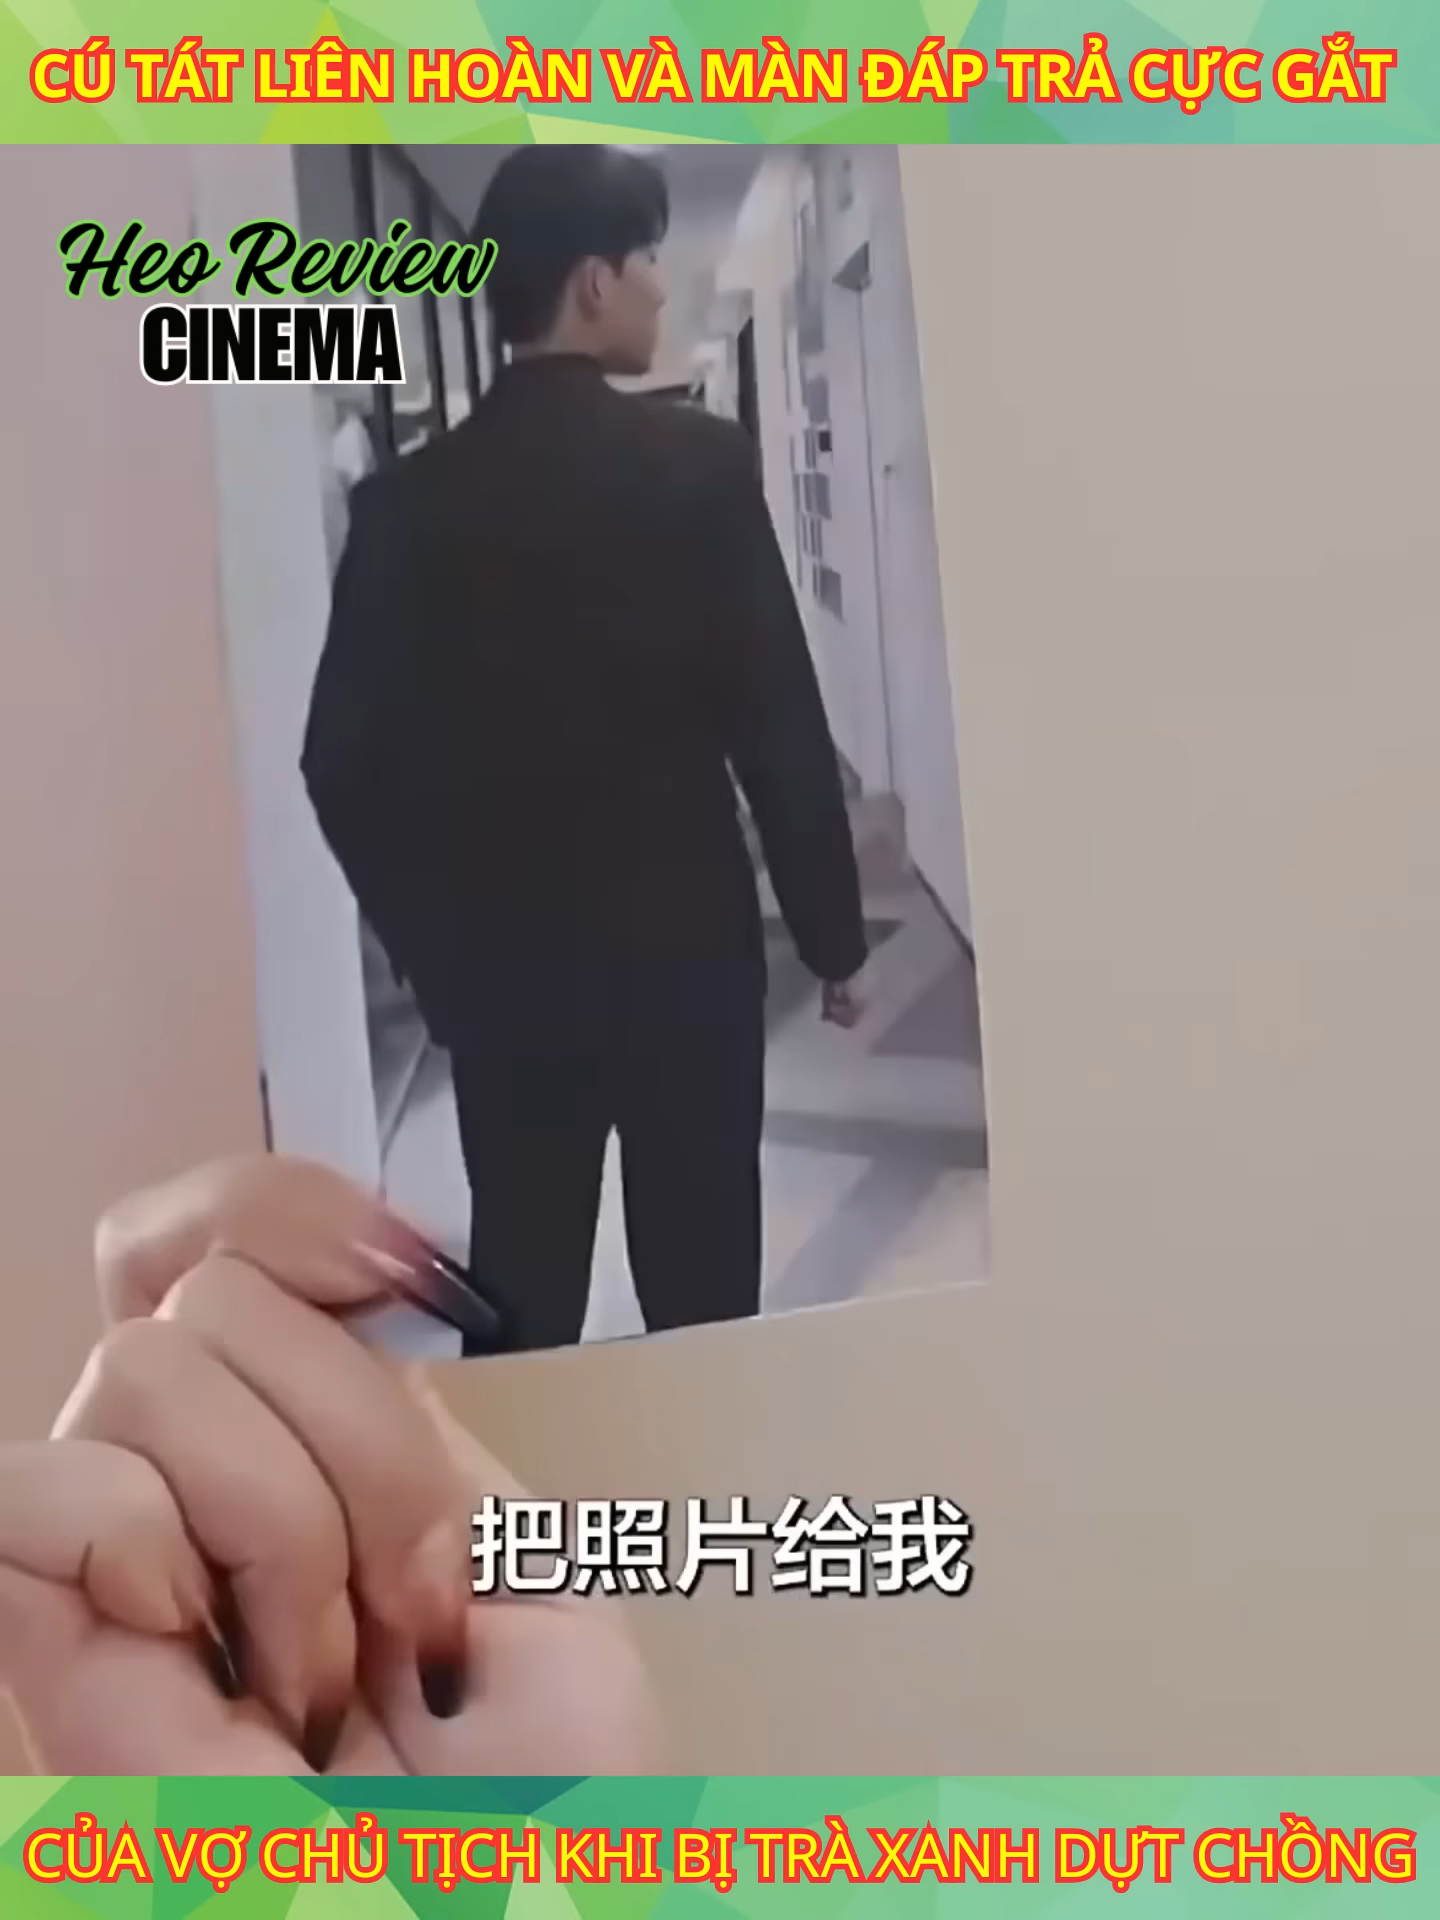 CÚ TÁT LIÊN HOÀN VÀ MÀN ĐÁP TRẢ CỰC GẮT
Heo Review
CINEMA
把照片给我
CỦA VỢ CHỦ TỊCH KHI BỊ TRÀ XANH DỰT CHỒNG